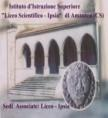 Istituto d'Istruzione Superiore
"Liceo Scientifico - Ipsia" di Amantea (CS)
Sedi Associate: Liceo - Ipsia